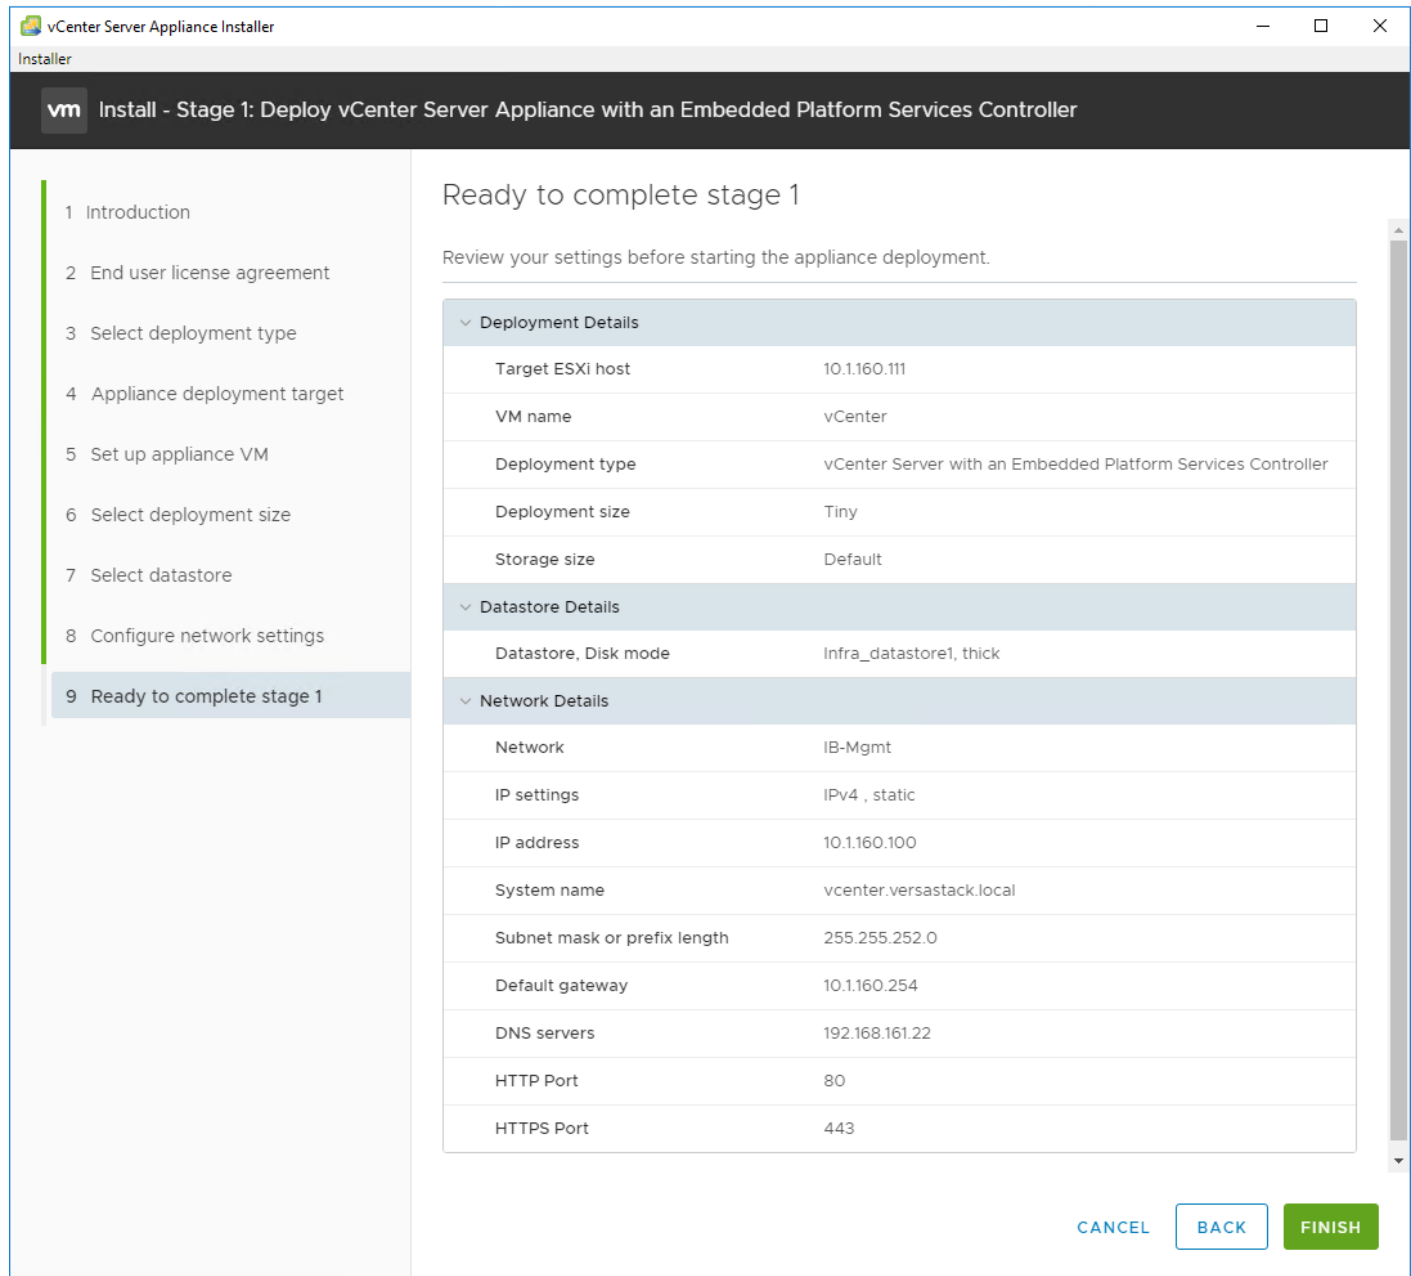 vCenter Server Appliance Installer
Installer
vm Install - Stage 1: Deploy vCenter Server Appliance with an Embedded Platform Services Controller
1 Introduction
2 End user license agreement
3 Select deployment type
4 Appliance deployment target
5 Set up appliance VM
6 Select deployment size
7 Select datastore
8 Configure network settings
9 Ready to complete stage 1
Ready to complete stage 1
Review your settings before starting the appliance deployment.
Deployment Details
Target ESXi host 10.1.160.111
VM name vCenter
Deployment type vCenter Server with an Embedded Platform Services Controller
Deployment size Tiny
Storage size Default
Datastore Details
Datastore, Disk mode Infra_datastore1, thick
Network Details
Network IB-Mgmt
IP settings IPv4 , static
IP address 10.1.160.100
System name vcenter.versastack.local
Subnet mask or prefix length 255.255.252.0
Default gateway 10.1.160.254
DNS servers 192.168.161.22
HTTP Port 80
HTTPS Port 443
CANCEL BACK FINISH